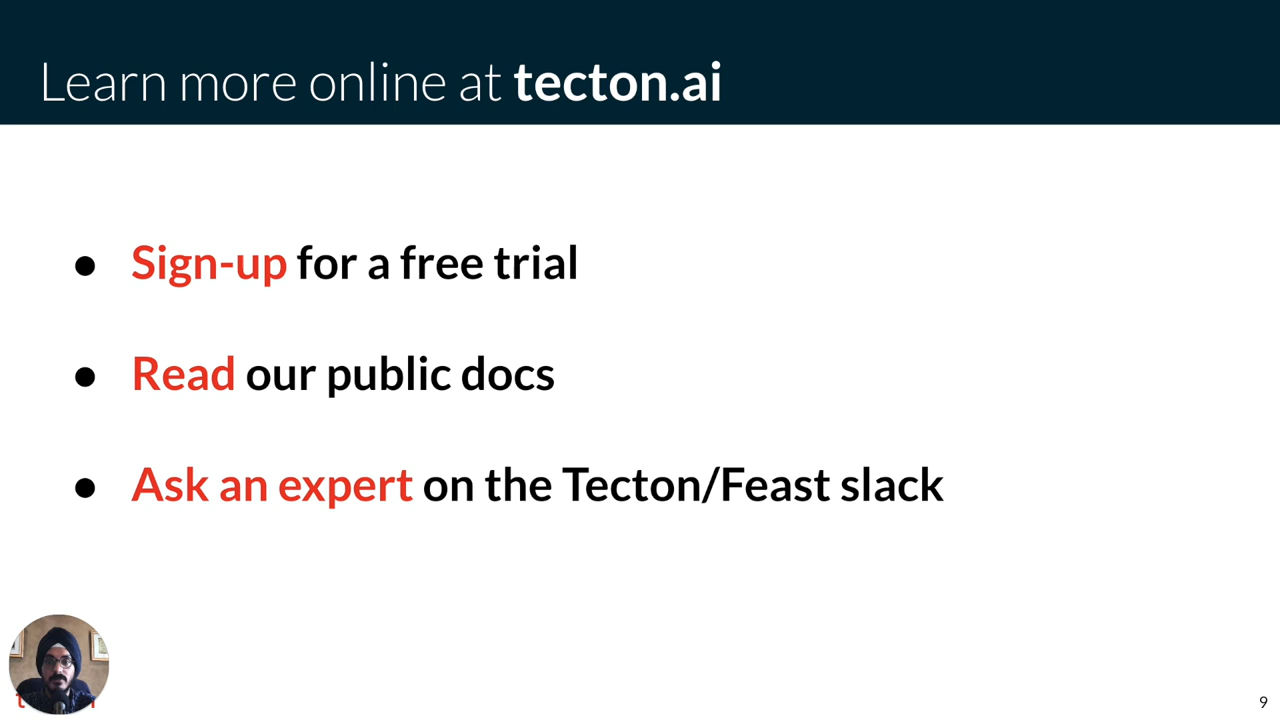 Learn more online at tecton.ai
● Sign-up for a free trial
● Read our public docs
● Ask an expert on the Tecton/Feast slack
9